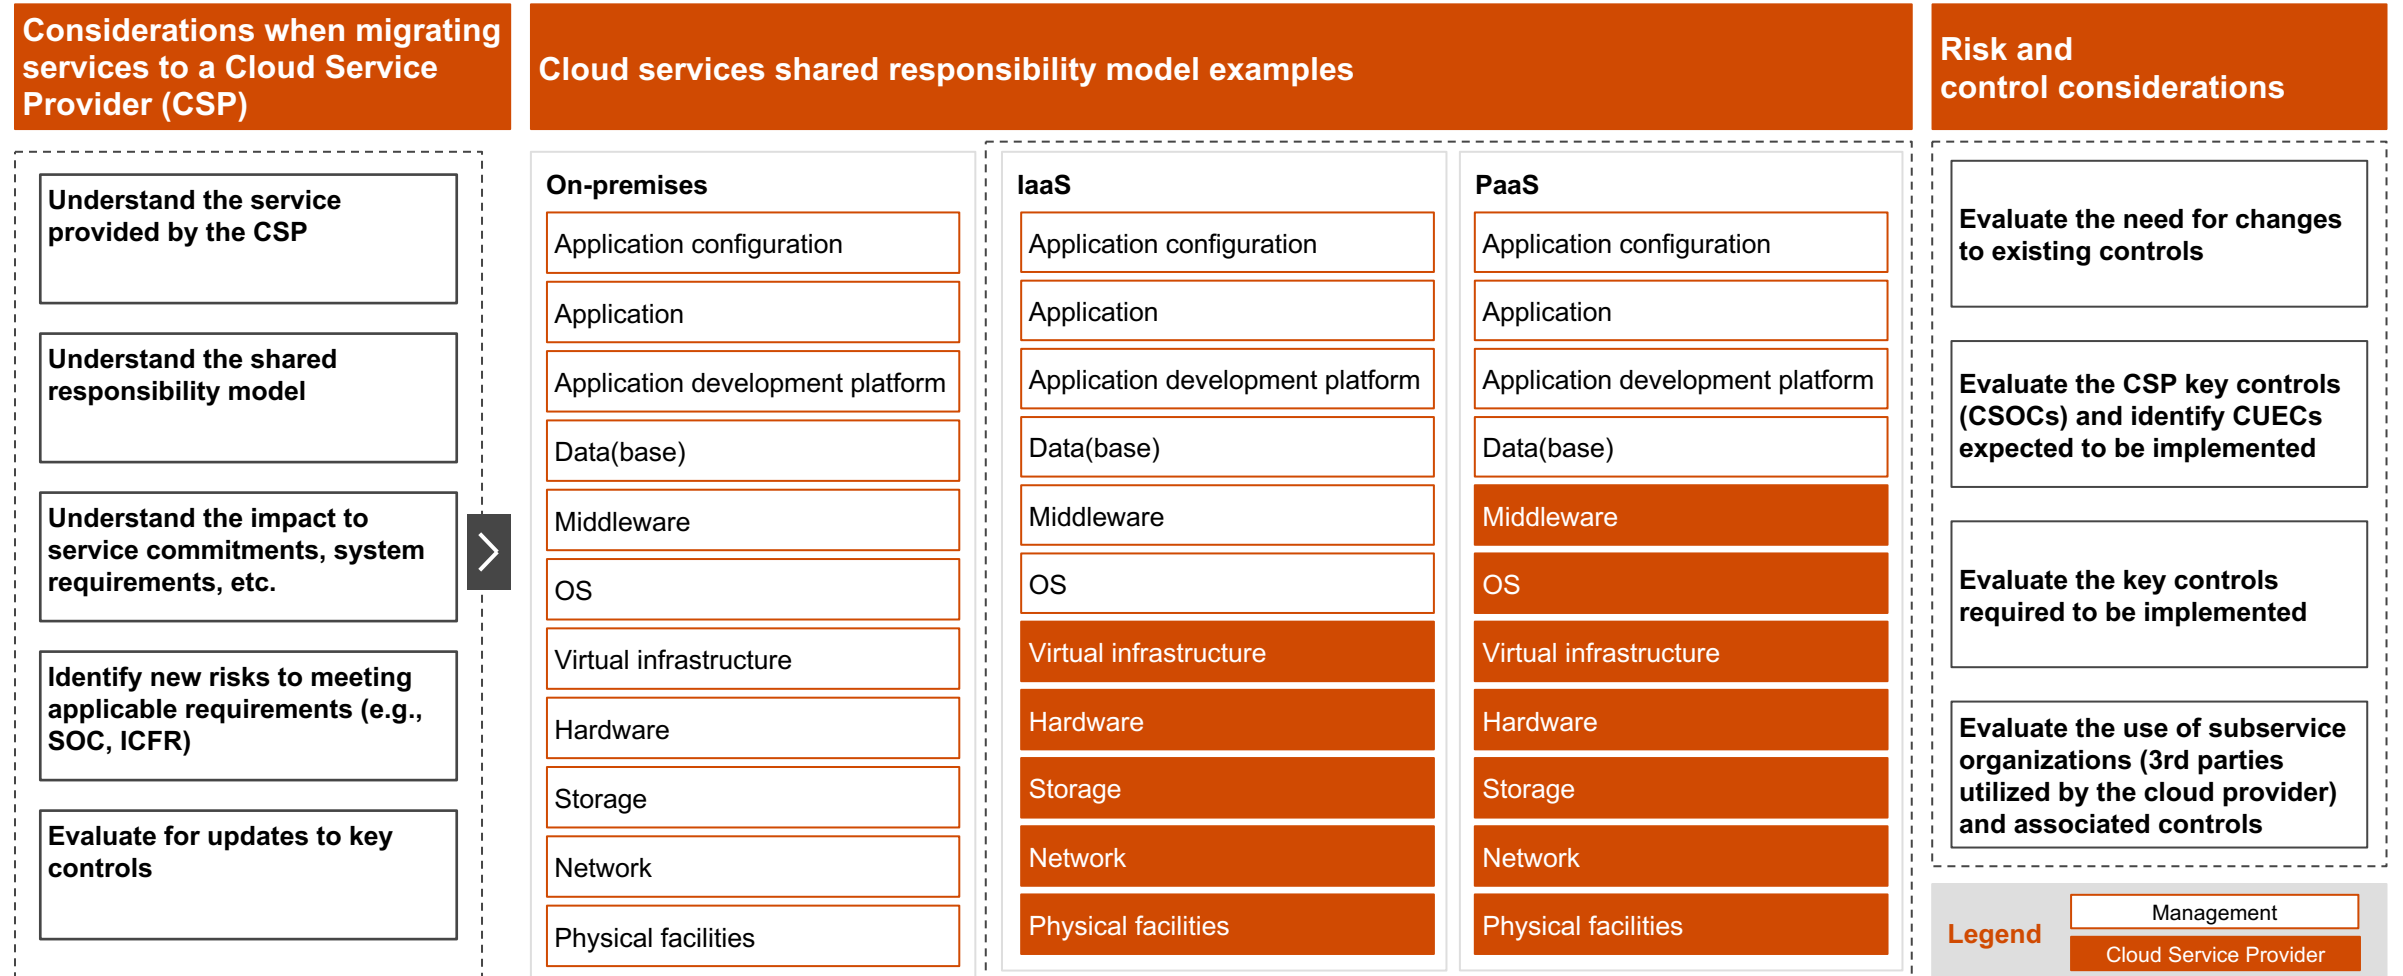 Considerations when migrating
services to a Cloud Service
Provider (CSP)
Understand the service
provided by the CSP
Understand the shared
responsibility model
Understand the impact to
service commitments, system
requirements, etc.
Identify new risks to meeting
applicable requirements (e.g.,
SOC, ICFR)
Evaluate for updates to key
controls
Cloud services shared responsibility model examples
On-premises
Application configuration
Application
Application development platform
Data(base)
Middleware
OS
Virtual infrastructure
Hardware
Storage
Network
Physical facilities
IaaS
Application configuration
Application
Application development platform
Data(base)
Middleware
OS
Virtual infrastructure
Hardware
Storage
Network
Physical facilities
PaaS
Application configuration
Application
Application development platform
Data(base)
Middleware
OS
Virtual infrastructure
Hardware
Storage
Network
Physical facilities
Risk and
control considerations
Evaluate the need for changes
to existing controls
Evaluate the CSP key controls
(CSOCs) and identify CUECs
expected to be implemented
Evaluate the key controls
required to be implemented
Evaluate the use of subservice
organizations (3rd parties
utilized by the cloud provider)
and associated controls
Legend
Management
Cloud Service Provider